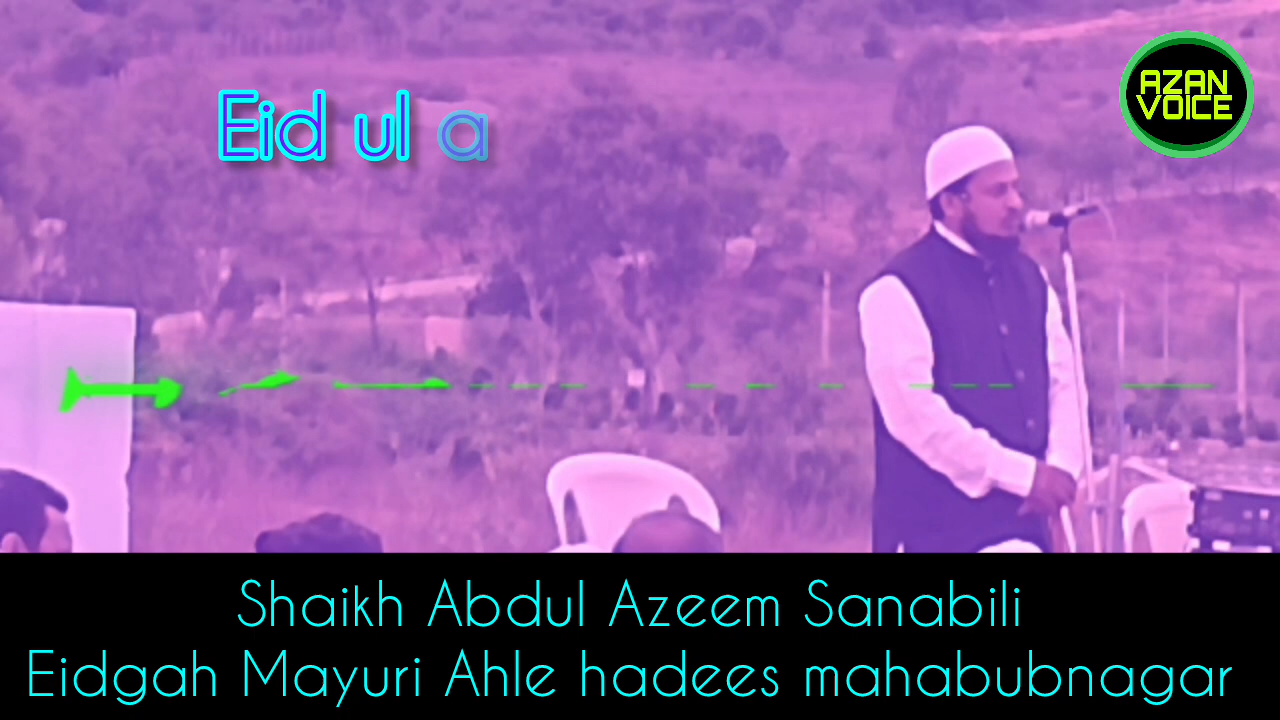 Eid ul a
AZAN
VOICE
Shaikh Abdul Azeem Sanabili
Eidgah Mayuri Ahle hadees mahabubnagar